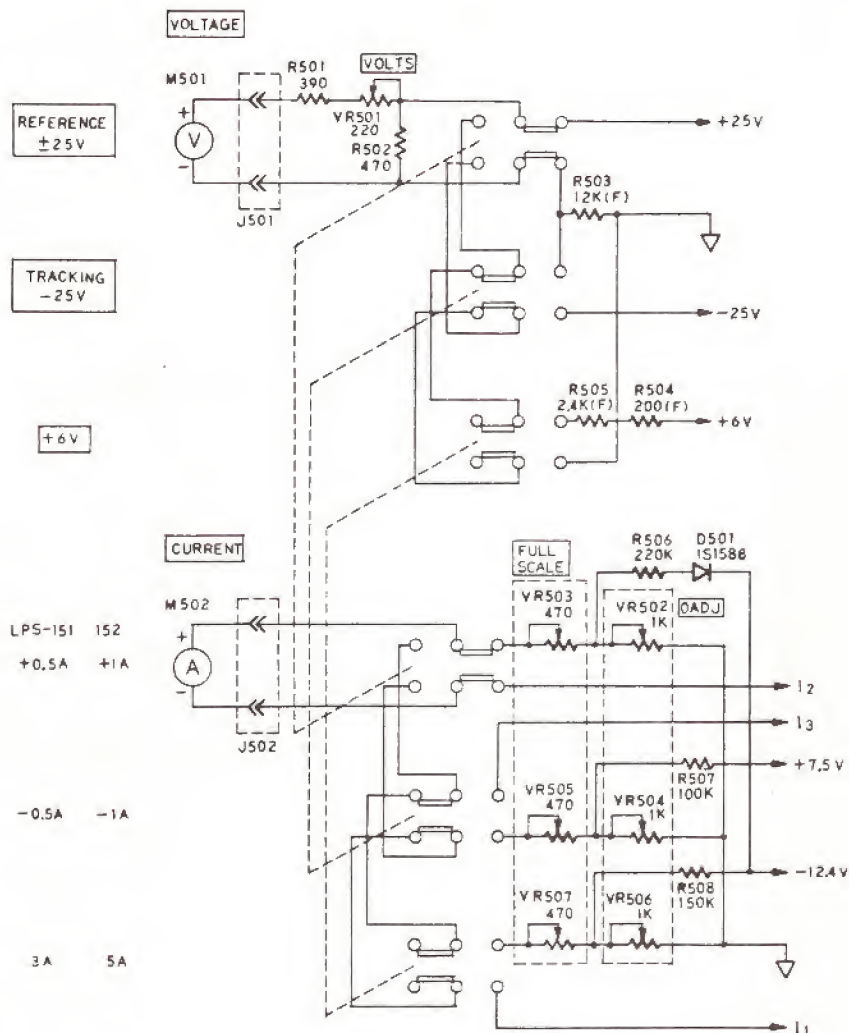 VOLTAGE
M501
R501
390
VOLTS
+
V
-
VR501
220
R502
470
J501
REFERENCE
±25V
+25V
R503
12K(F)
TRACKING
-25V
-25V
R505
2.4K(F)
R504
200(F)
+6V
+6V
CURRENT
FULL
SCALE
R506
220K
D501
1S1588
M502
VR503
470
VR502
1K
0ADJ
LPS-151 152
+0.5A +1A
+
A
-
J502
I2
I3
+7.5V
R507
100K
-0.5A -1A
VR505
470
VR504
1K
-12.4V
R508
150K
VR507
470
VR506
1K
3A 5A
I1